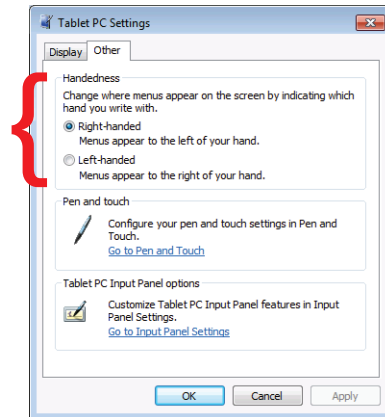 Tablet PC Settings
Display Other
Handedness
Change where menus appear on the screen by indicating which
hand you write with.
Right-handed
Menus appear to the left of your hand.
Left-handed
Menus appear to the right of your hand.
Pen and touch
Configure your pen and touch settings in Pen and
Touch.
Go to Pen and Touch
Tablet PC Input Panel options
Customize Tablet PC Input Panel features in Input
Panel Settings.
Go to Input Panel Settings
OK Cancel Apply